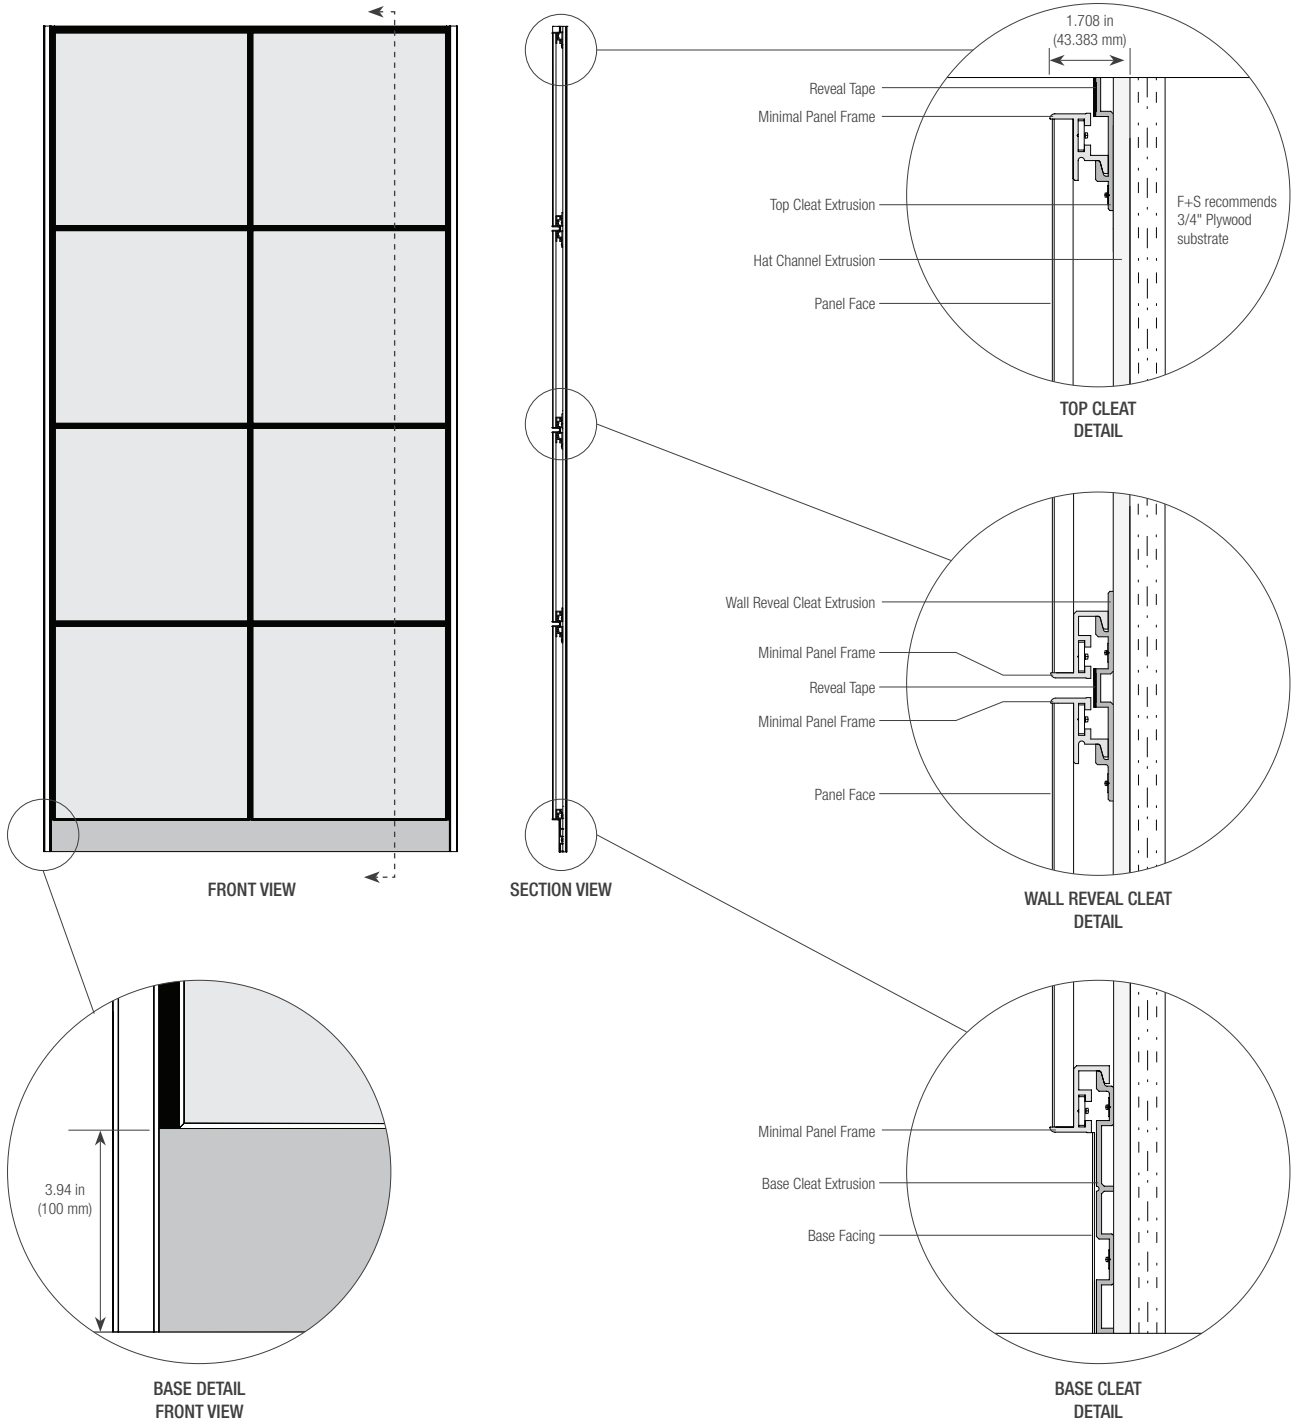 1.708 in
(43.383 mm)
Reveal Tape
Minimal Panel Frame
Top Cleat Extrusion
Hat Channel Extrusion
Panel Face
F+S recommends
3/4" Plywood
substrate
TOP CLEAT
DETAIL
Wall Reveal Cleat Extrusion
Minimal Panel Frame
Reveal Tape
Minimal Panel Frame
Panel Face
WALL REVEAL CLEAT
DETAIL
FRONT VIEW
SECTION VIEW
3.94 in
(100 mm)
BASE DETAIL
FRONT VIEW
Minimal Panel Frame
Base Cleat Extrusion
Base Facing
BASE CLEAT
DETAIL